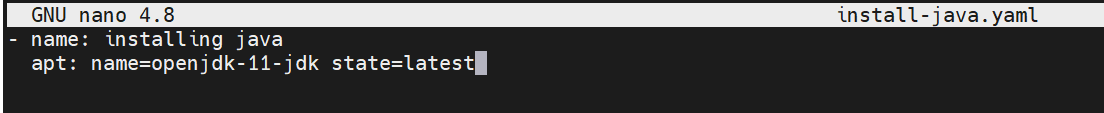 GNU nano 4.8 install-java.yaml
- name: installing java
apt: name=openjdk-11-jdk state=latest